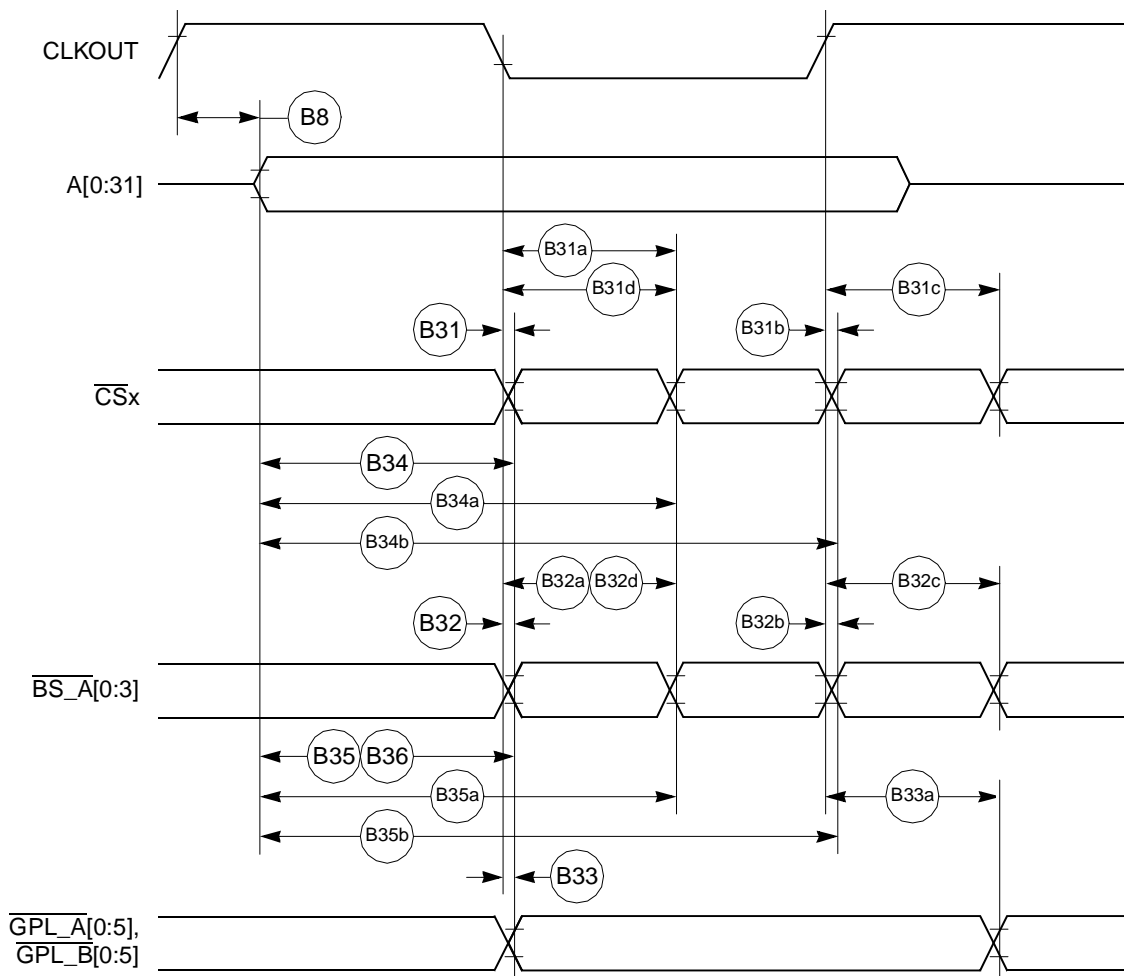 CLKOUT
B8
A[0:31]
B31a
B31d
B31c
B31
B31b
CSx
B34
B34a
B34b
B32a B32d
B32c
B32
B32b
BS_A[0:3]
B35 B36
B35a
B33a
B35b
B33
GPL_A[0:5],
GPL_B[0:5]